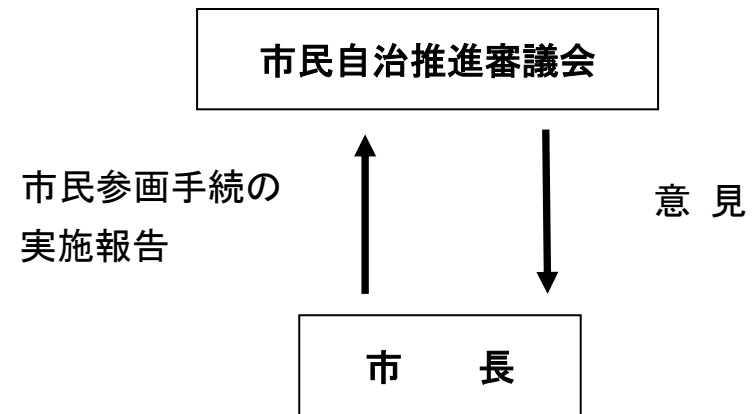 市民自治推進審議会
市民参画手続の
実施報告
意 見
市　　長